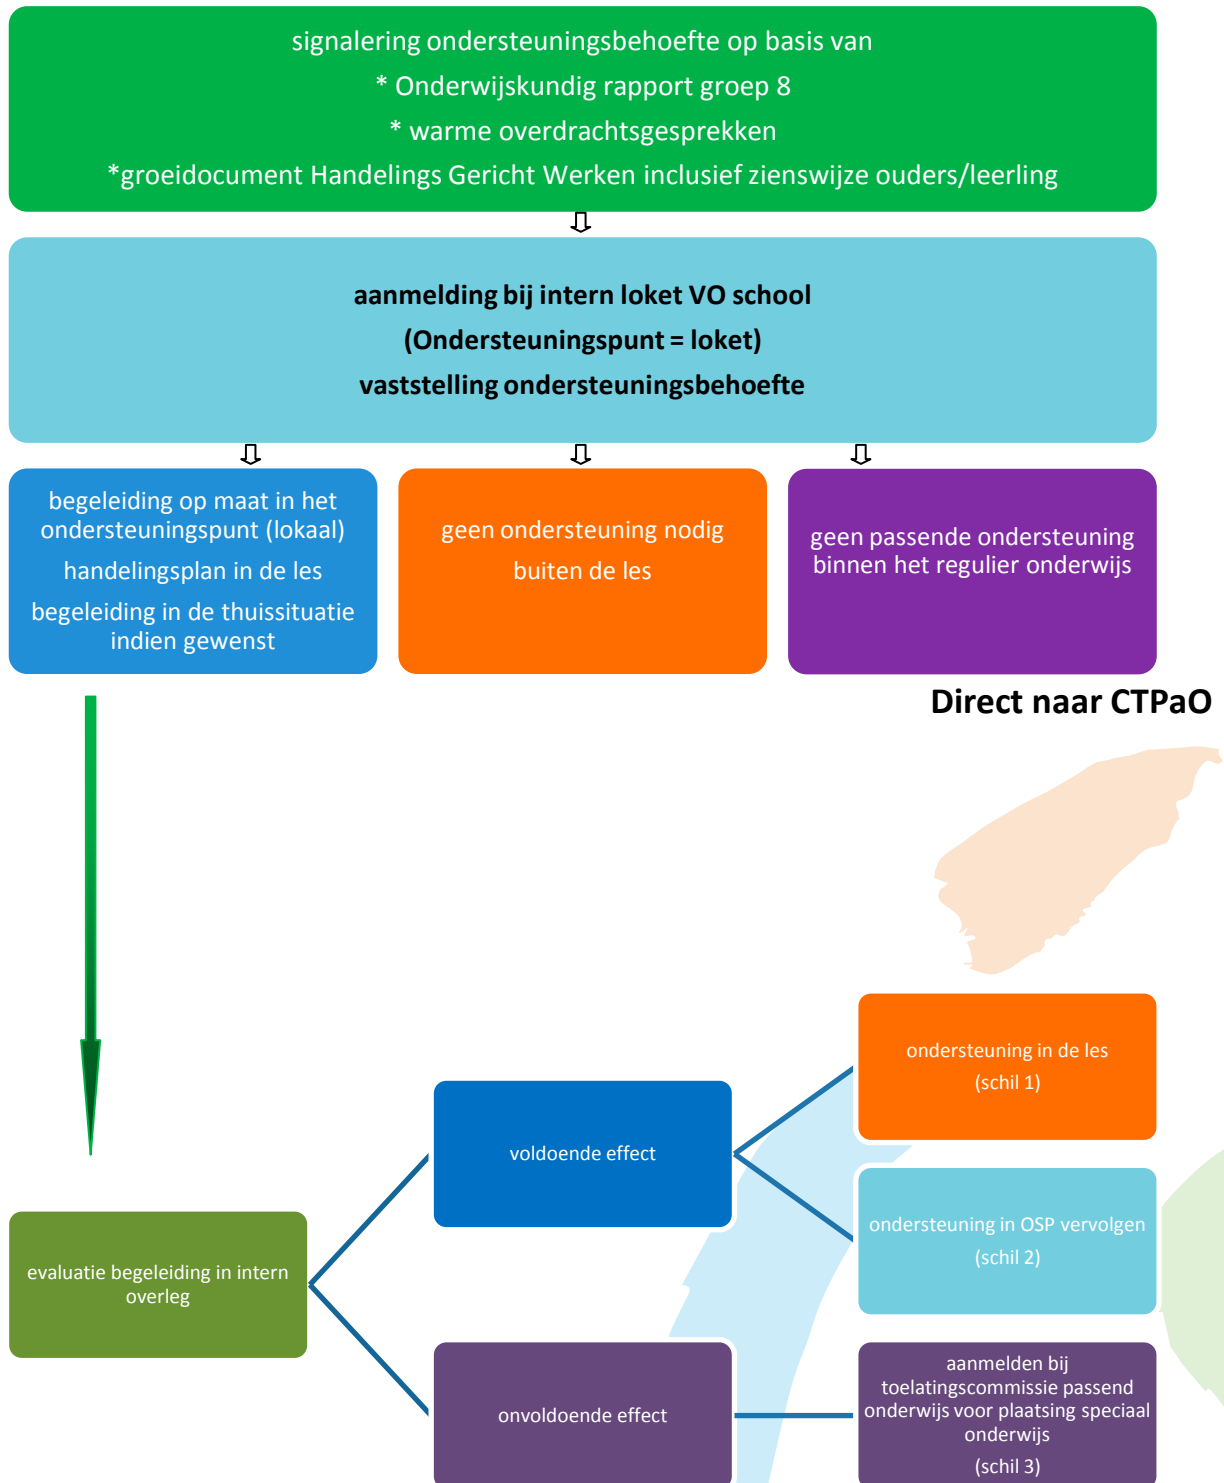 signalering ondersteuningsbehoefte op basis van
* Onderwijskundig rapport groep 8
* warme overdrachtsgesprekken
*groeidocument Handelings Gericht Werken inclusief zienswijze ouders/leerling
aanmelding bij intern loket VO school
(Ondersteuningspunt = loket)
vaststelling ondersteuningsbehoefte
begeleiding op maat in het
ondersteuningspunt (lokaal)
handelingsplan in de les
begeleiding in de thuissituatie
indien gewenst
geen ondersteuning nodig
buiten de les
geen passende ondersteuning
binnen het regulier onderwijs
Direct naar CTPaO
evaluatie begeleiding in intern
overleg
voldoende effect
ondersteuning in de les
(schil 1)
ondersteuning in OSP vervolgen
(schil 2)
onvoldoende effect
aanmelden bij
toelatingscommissie passend
onderwijs voor plaatsing speciaal
onderwijs
(schil 3)